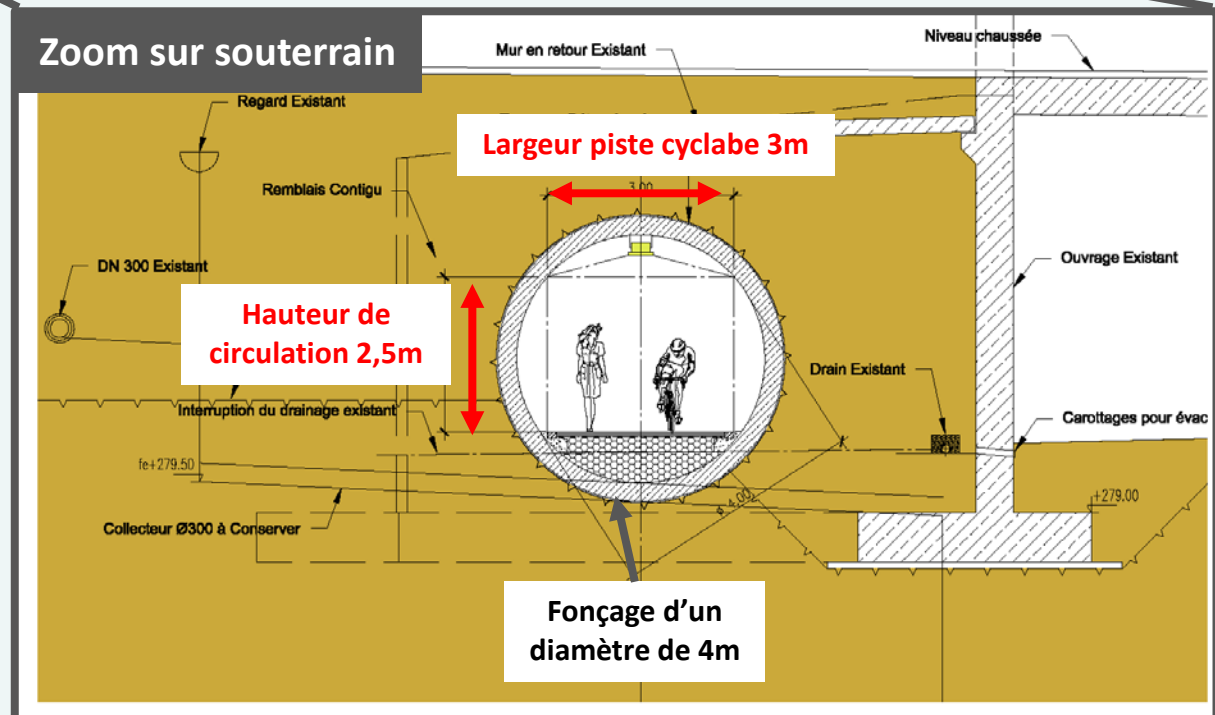 Zoom sur souterrain
Mur en retour Existant
Niveau chaussée
Regard Existant
Largeur piste cyclabe 3m
3,00
Remblais Contigu
DN 300 Existant
Ouvrage Existant
Hauteur de
circulation 2,5m
Drain Existant
Interruption du drainage existant
Carottages pour évac
fe+279.50
ø 4,00
+279.00
Collecteur Ø300 à Conserver
Fonçage d’un
diamètre de 4m